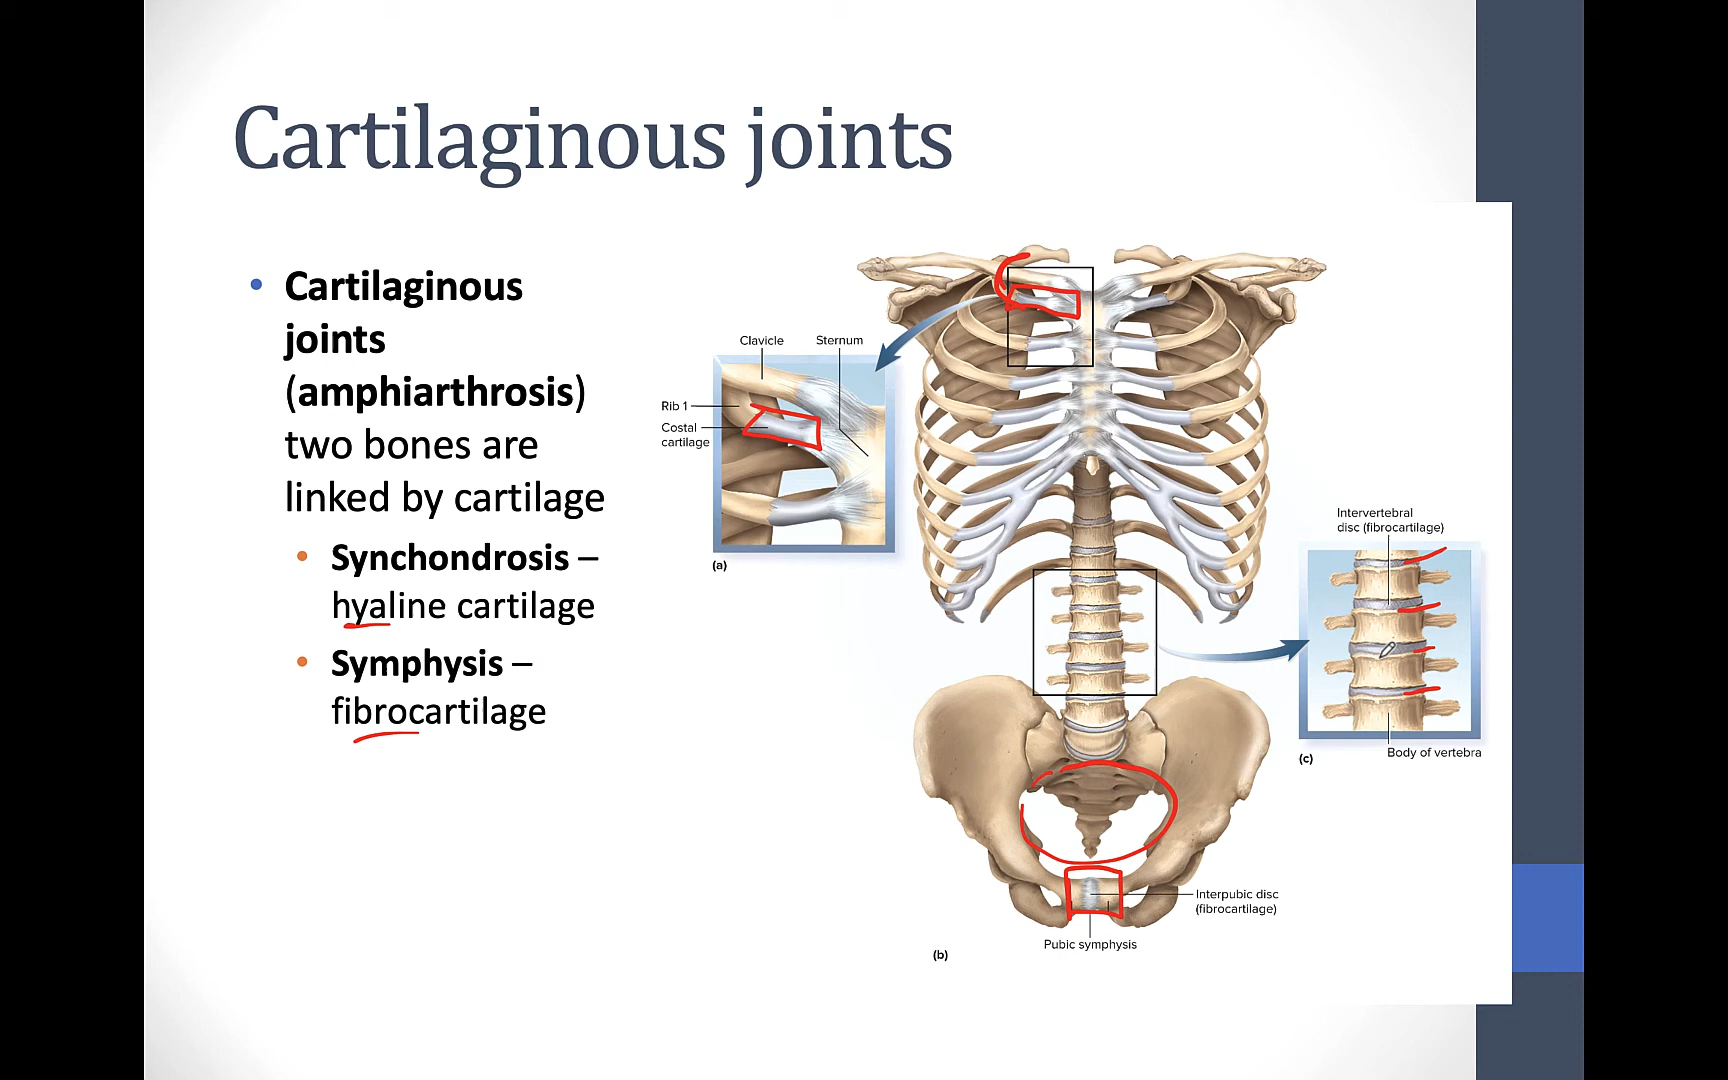 Cartilaginous joints
Cartilaginous
joints
(amphiarthrosis)
two bones are
linked by cartilage
Synchondrosis –
hyaline cartilage
Symphysis –
fibrocartilage
Clavicle
Sternum
Rib 1
Costal
cartilage
(a)
Intervertebral
disc (fibrocartilage)
Body of vertebra
(c)
Interpubic disc
(fibrocartilage)
Pubic symphysis
(b)